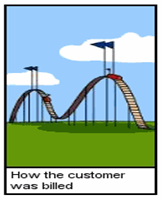 How the customer
was billed